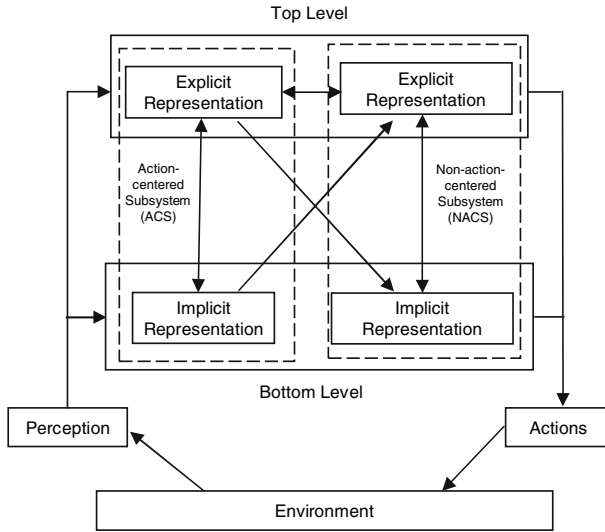 Top Level
Explicit
Representation
Explicit
Representation
Action-
centered
Subsystem
(ACS)
Non-action-
centered
Subsystem
(NACS)
Implicit
Representation
Implicit
Representation
Bottom Level
Perception
Actions
Environment